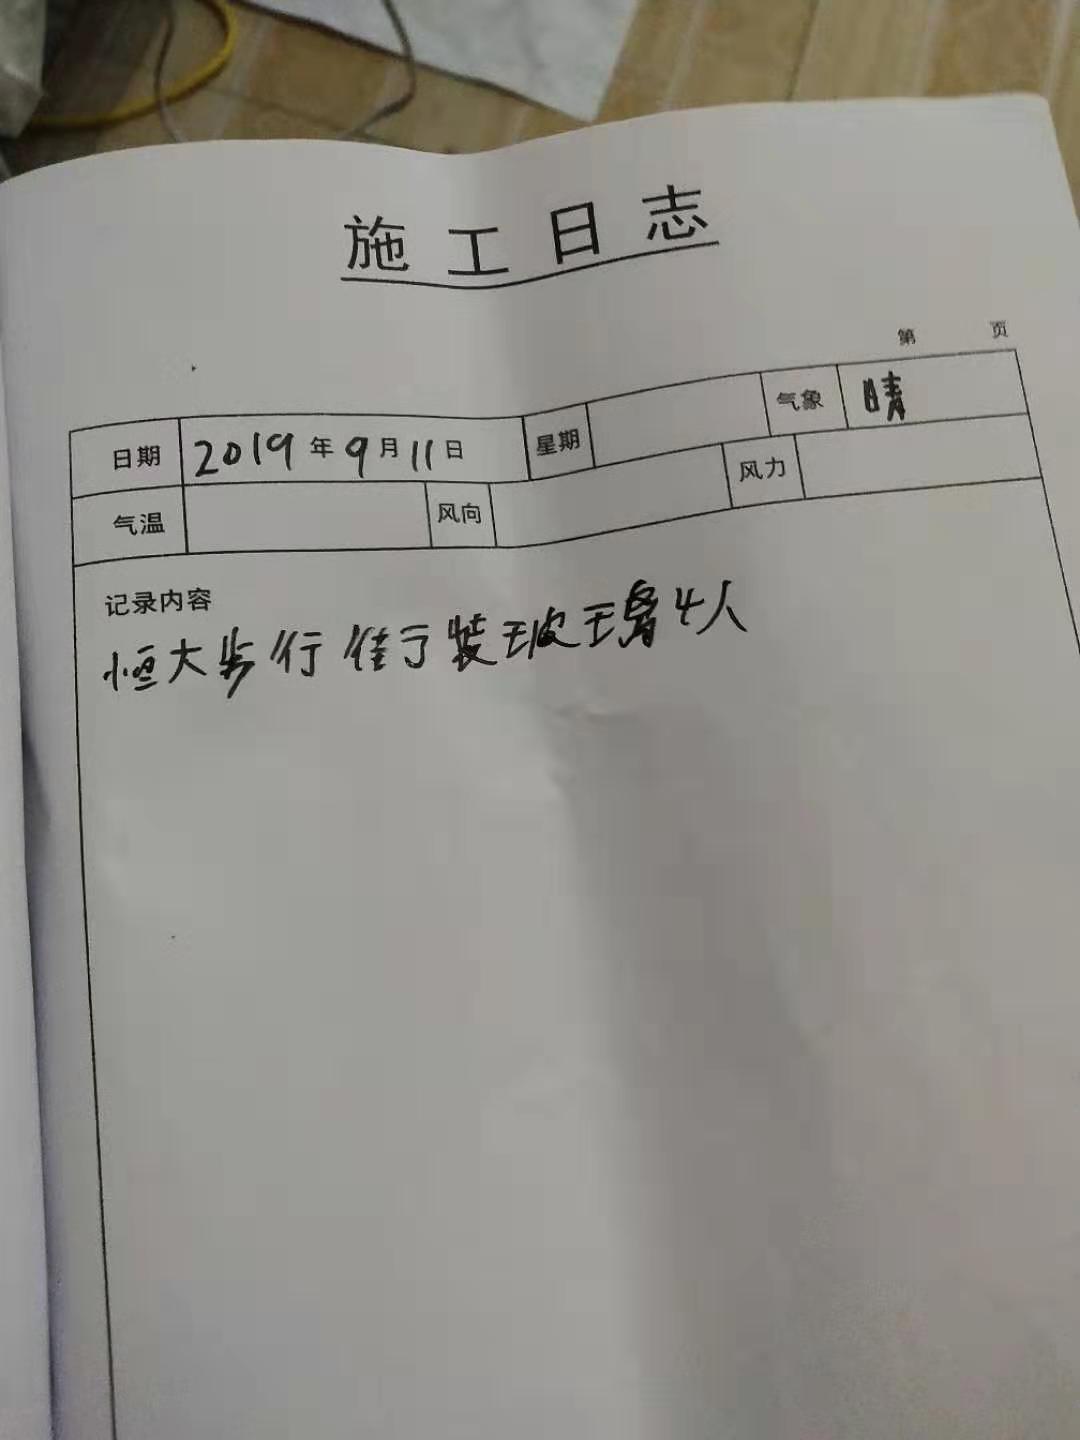 施工日志
第 页
日期 2019年9月11日 星期 气象 晴
气温 风向 风力
记录内容
恒大步行街装玻璃4人